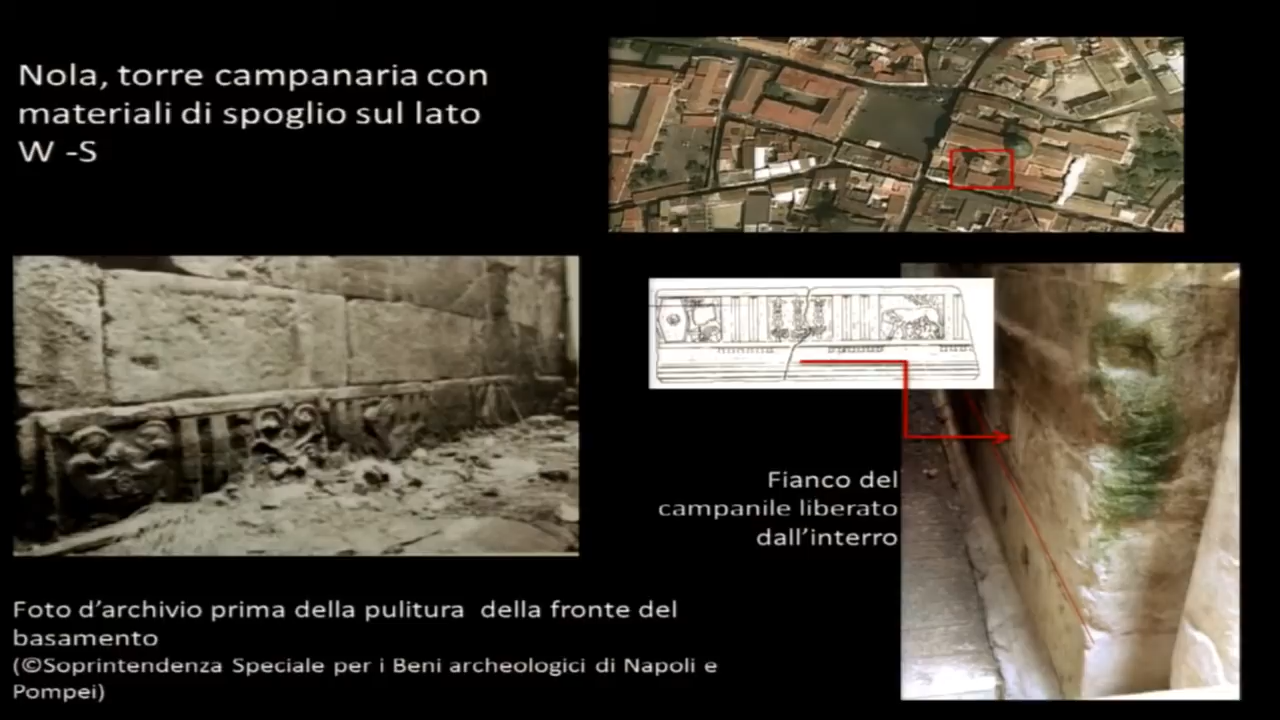 Nola, torre campanaria con
materiali di spoglio sul lato
W -S
Fianco del
campanile liberato
dall’interro
Foto d’archivio prima della pulitura della fronte del
basamento
(©Soprintendenza Speciale per i Beni archeologici di Napoli e
Pompei)